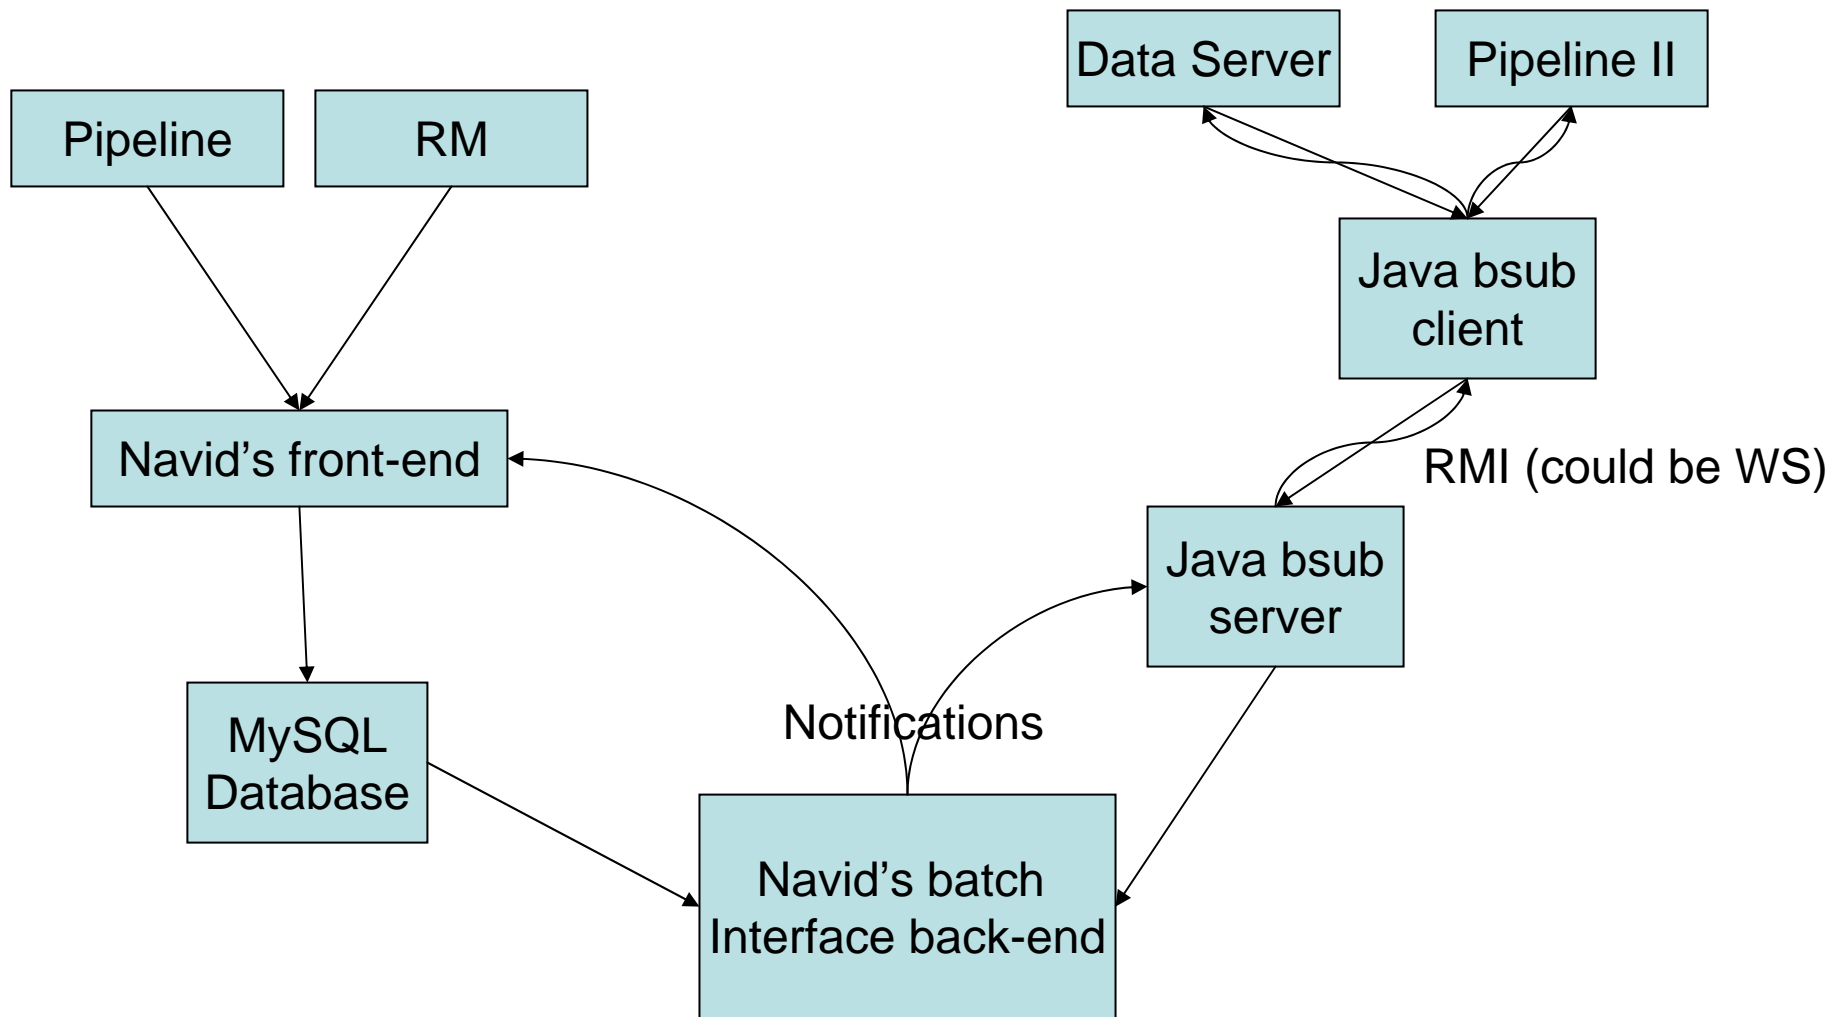 Data Server
Pipeline II
Pipeline
RM
Java bsub
client
Navid’s front-end
RMI (could be WS)
Java bsub
server
Notifications
MySQL
Database
Navid’s batch
Interface back-end